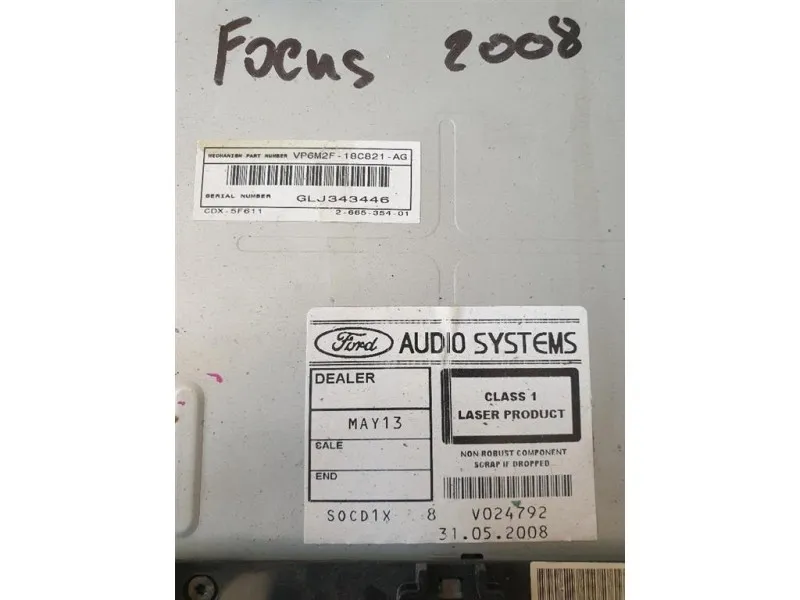 Focus 2008
MECHANISM PART NUMBER VP6M2F-18C821-AG
SERIAL NUMBER GLJ343446
CDX-5F611 2-665-354-01
Ford AUDIO SYSTEMS
DEALER
CLASS 1
LASER PRODUCT
MAY13
SALE
NON ROBUST COMPONENT
SCRAP IF DROPPED
END
SOCD1X 8 V024792
31.05.2008